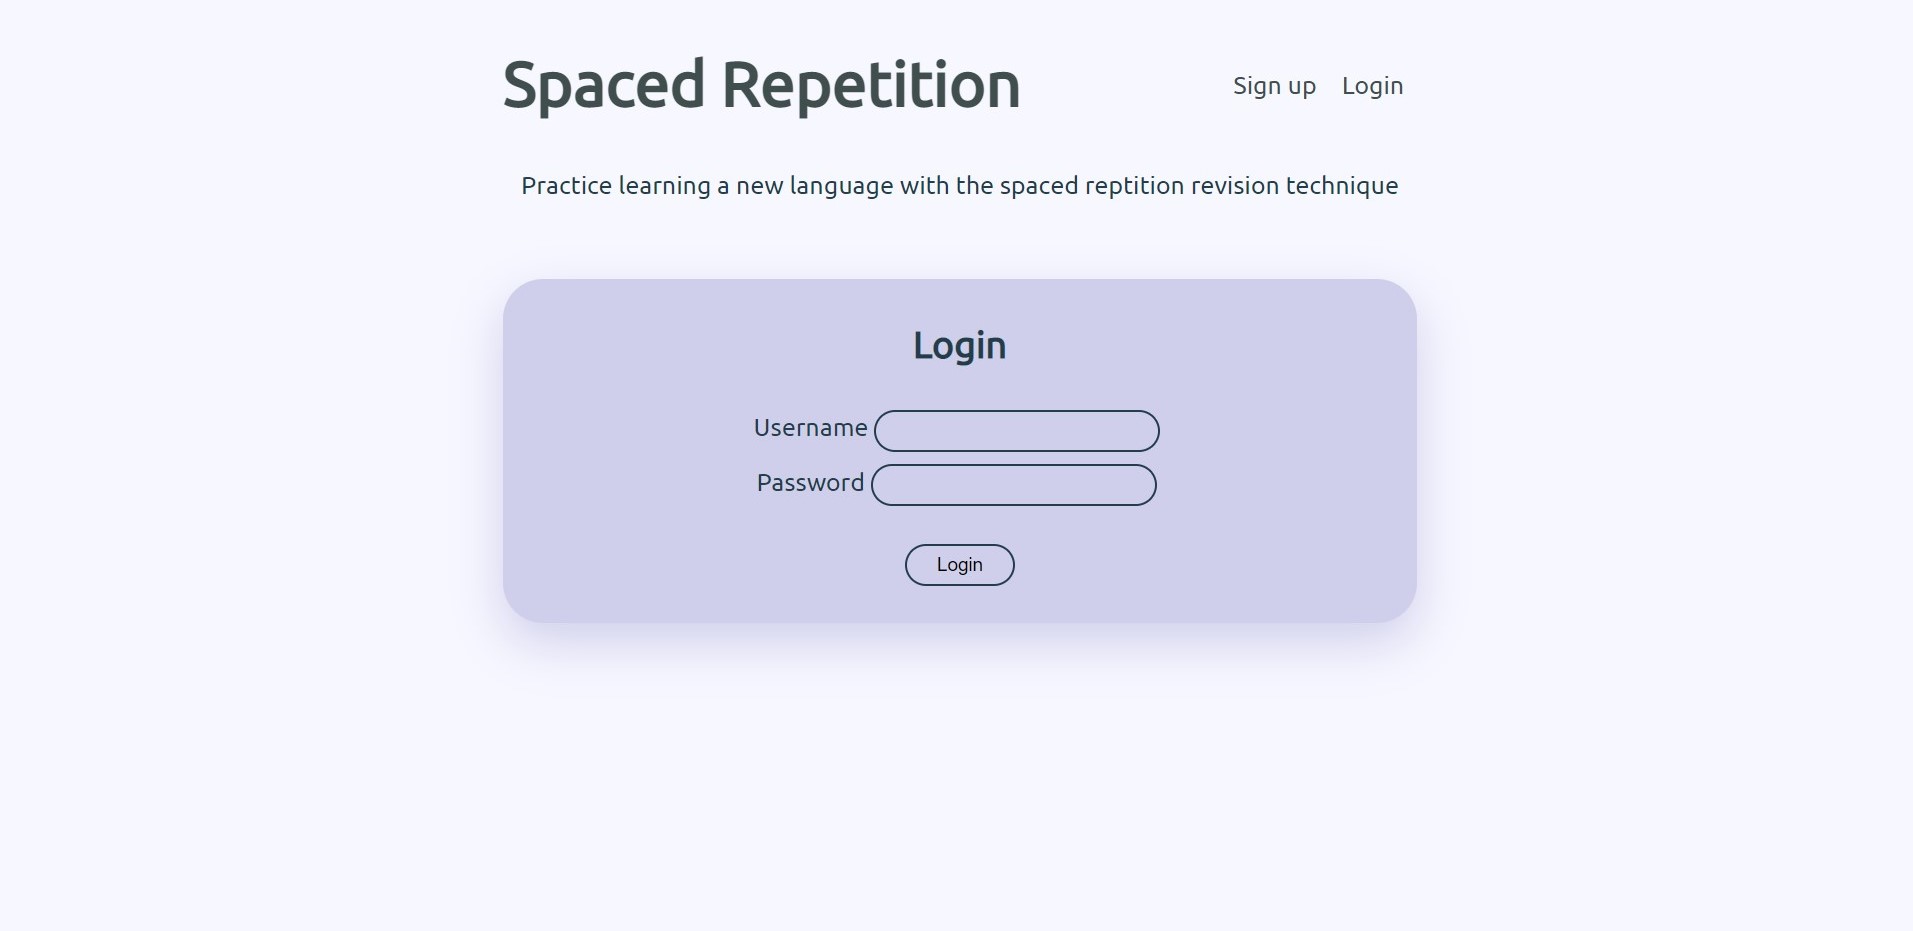 Spaced Repetition
Sign up Login
Practice learning a new language with the spaced reptition revision technique
Login
Username
Password
Login